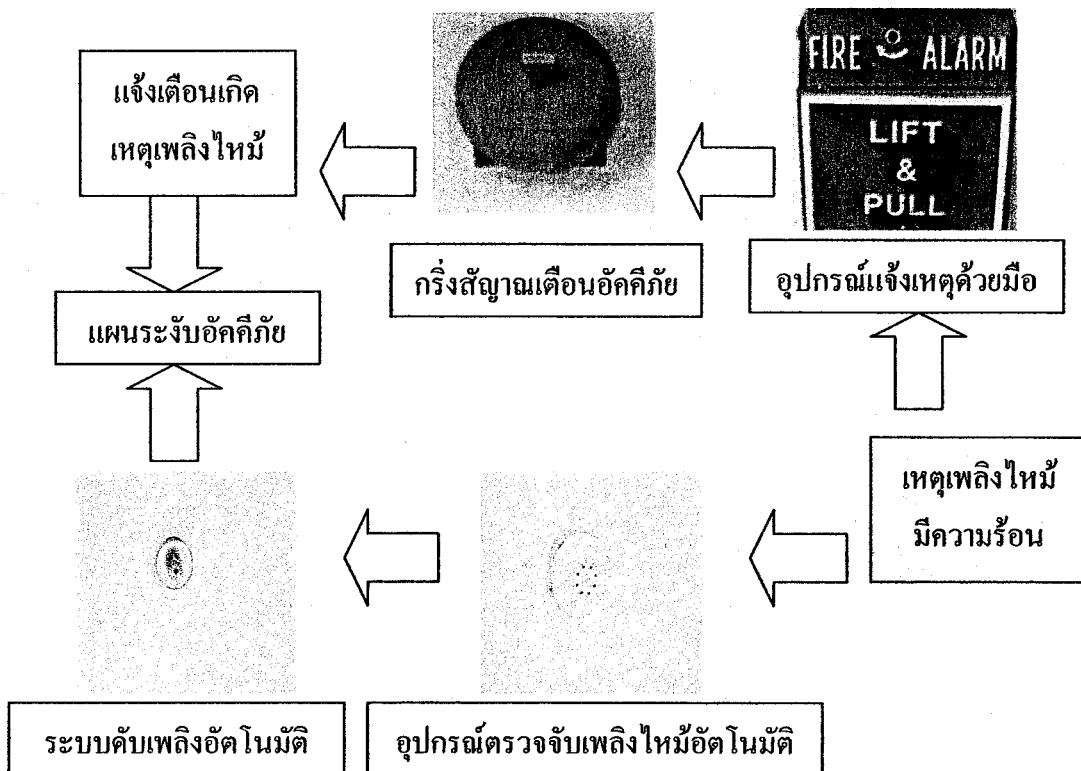 แจ้งเตือนเกิด
เหตุเพลิงไหม้
FIRE ALARM
LIFT
&
PULL
กริ่งสัญาณเตือนอัคคีภัย
อุปกรณ์แจ้งเหตุด้วยมือ
แผนระงับอัคคีภัย
เหตุเพลิงไหม้
มีความร้อน
ระบบดับเพลิงอัตโนมัติ
อุปกรณ์ตรวจจับเพลิงไหม้อัตโนมัติ